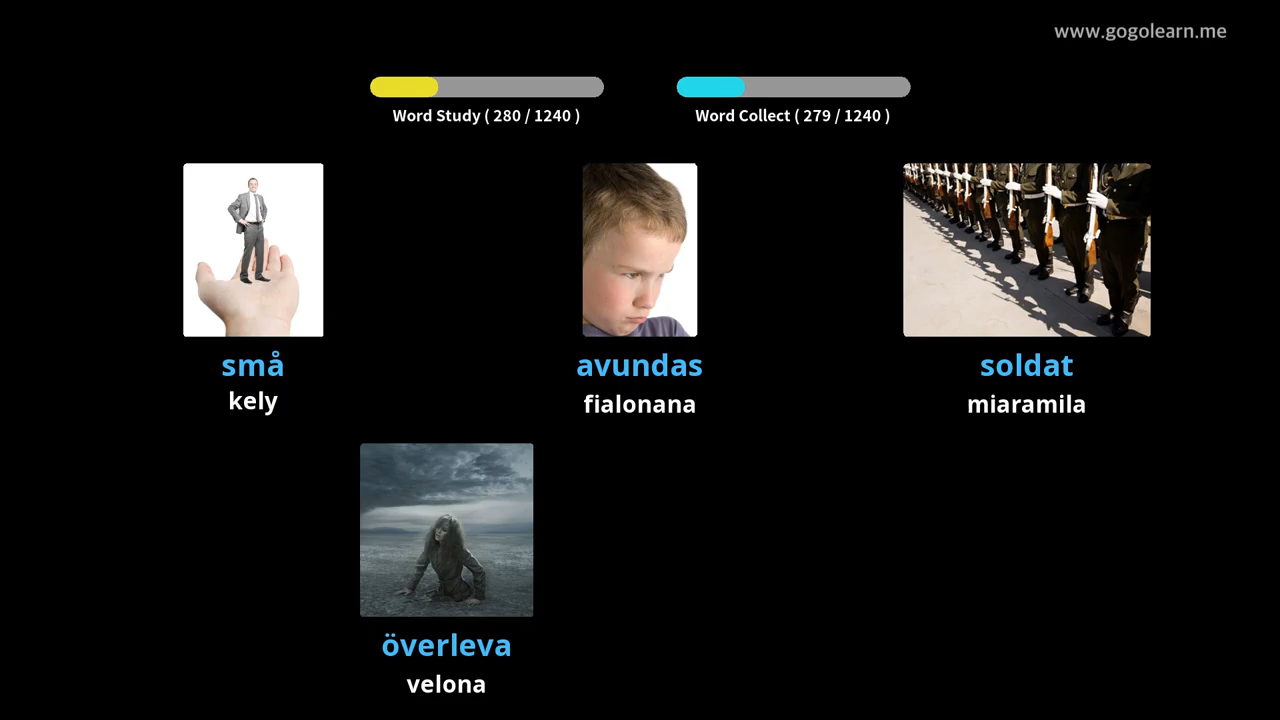 www.gogolearn.me
Word Study ( 280 / 1240 )
Word Collect ( 279 / 1240 )
små
kely
avundas
fialonana
soldat
miaramila
överleva
velona